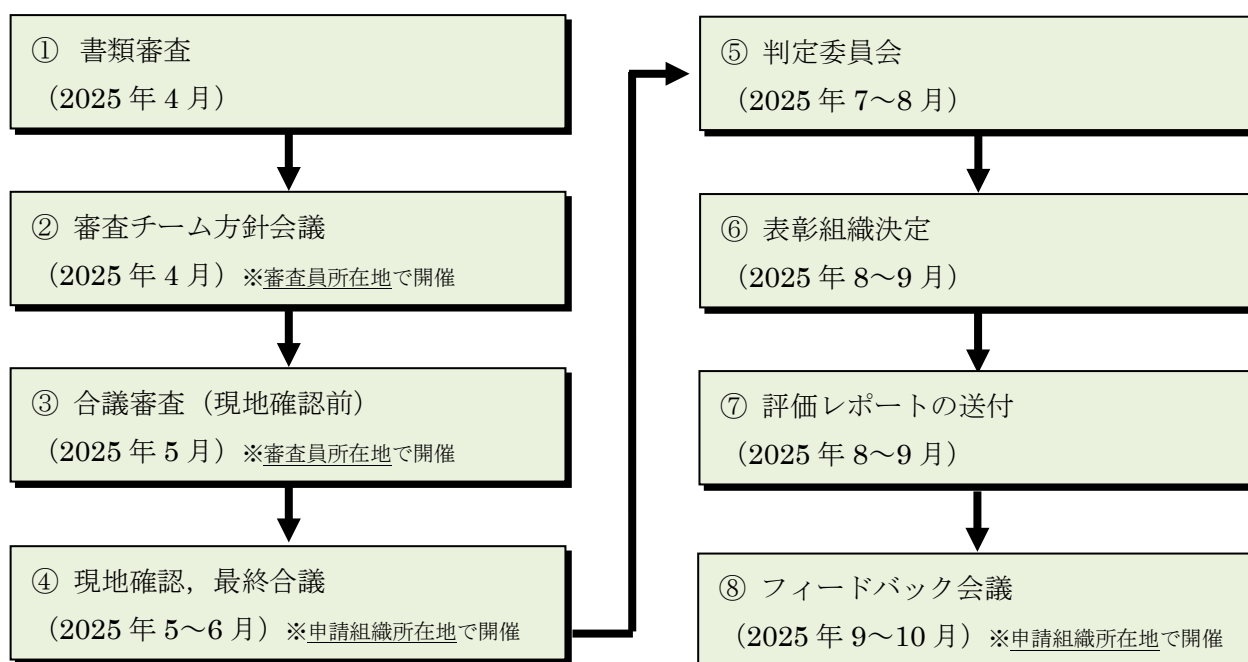 ① 書類審査
（2025 年 4 月）
② 審査チーム方針会議
（2025 年 4 月）※審査員所在地で開催
③ 合議審査（現地確認前）
（2025 年 5 月）※審査員所在地で開催
④ 現地確認，最終合議
（2025 年 5～6 月）※申請組織所在地で開催
⑤ 判定委員会
（2025 年 7～8 月）
⑥ 表彰組織決定
（2025 年 8～9 月）
⑦ 評価レポートの送付
（2025 年 8～9 月）
⑧ フィードバック会議
（2025 年 9～10 月）※申請組織所在地で開催